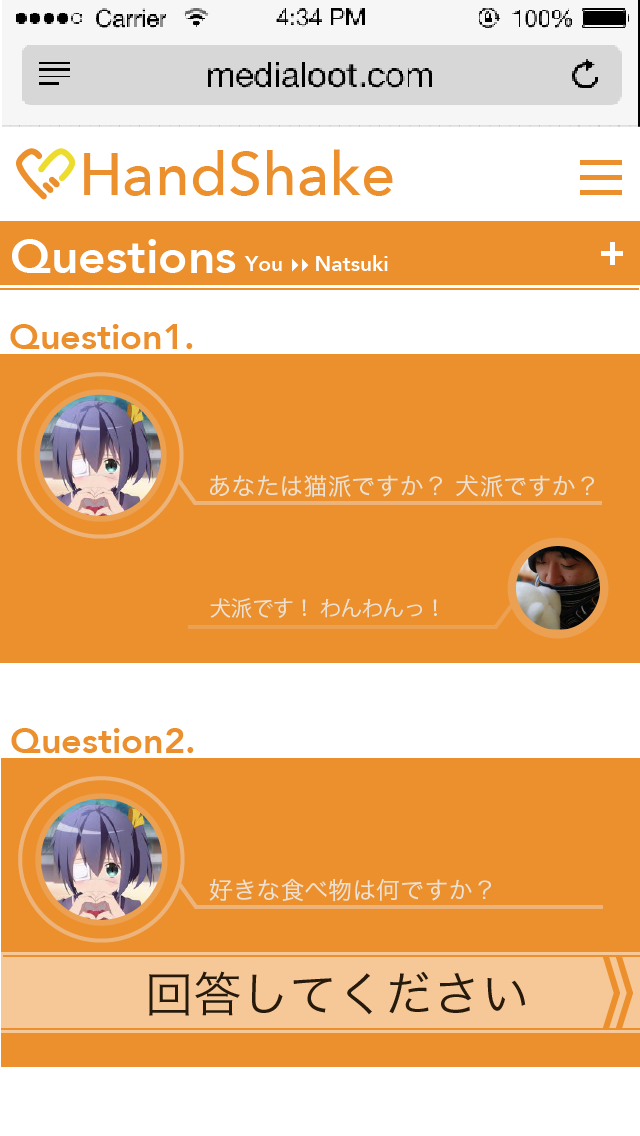 Carrier 4:34 PM 100%
medialoot.com
HandShake
Questions You Natsuki
Question1.
あなたは猫派ですか？ 犬派ですか？
犬派です！ わんわんっ！
Question2.
好きな食べ物は何ですか？
回答してください